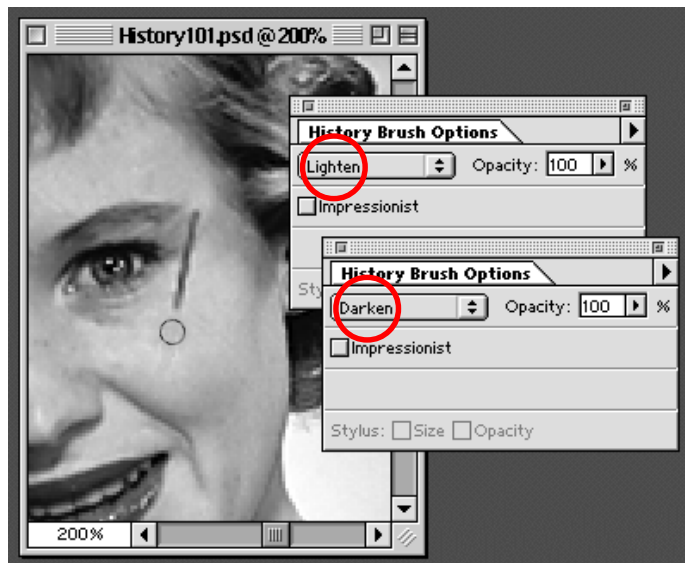 History101.psd @ 200%
History Brush Options
Lighten Opacity: 100 %
Impressionist
Sty
History Brush Options
Darken Opacity: 100 %
Impressionist
Stylus: Size Opacity
200%